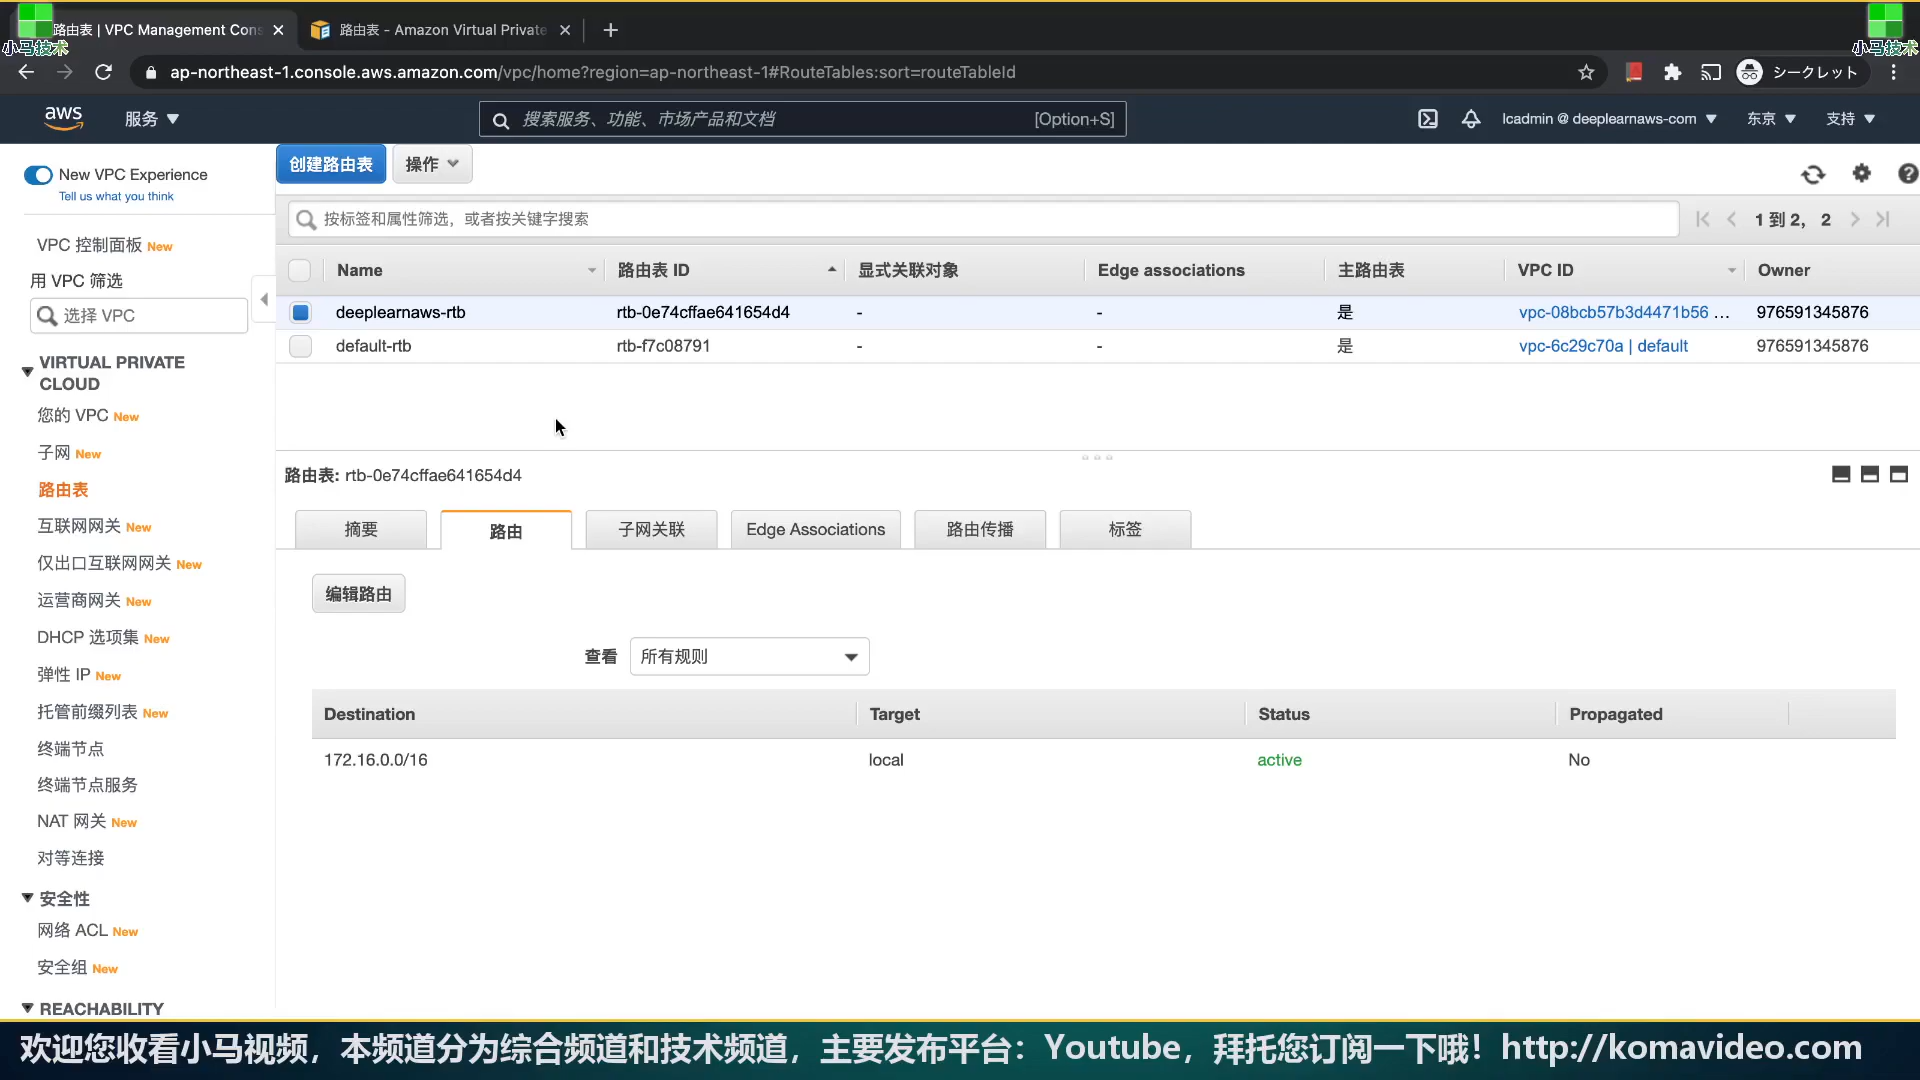 路由表 | VPC Management Cons
路由表 - Amazon Virtual Private
小马技术
小马技术
ap-northeast-1.console.aws.amazon.com/vpc/home?region=ap-northeast-1#RouteTables:sort=routeTableId
シークレット
aws
服务
搜索服务、功能、市场产品和文档
[Option+S]
lcadmin @ deeplearnaws-com
东京
支持
New VPC Experience
Tell us what you think
创建路由表
操作
按标签和属性筛选，或者按关键字搜索
1 到 2， 2
VPC 控制面板 New
用 VPC 筛选
选择 VPC
VIRTUAL PRIVATE
CLOUD
您的 VPC New
子网 New
路由表
互联网网关 New
仅出口互联网网关 New
运营商网关 New
DHCP 选项集 New
弹性 IP New
托管前缀列表 New
终端节点
终端节点服务
NAT 网关 New
对等连接
安全性
网络 ACL New
安全组 New
REACHABILITY
Name 路由表 ID 显式关联对象 Edge associations 主路由表 VPC ID Owner
deeplearnaws-rtb rtb-0e74cffae641654d4 - - 是 vpc-08bcb57b3d4471b56 ... 976591345876
default-rtb rtb-f7c08791 - - 是 vpc-6c29c70a | default 976591345876
路由表: rtb-0e74cffae641654d4
摘要 路由 子网关联 Edge Associations 路由传播 标签
编辑路由
查看 所有规则
Destination Target Status Propagated
172.16.0.0/16 local active No
欢迎您收看小马视频，本频道分为综合频道和技术频道，主要发布平台：Youtube，拜托您订阅一下哦！http://komavideo.com